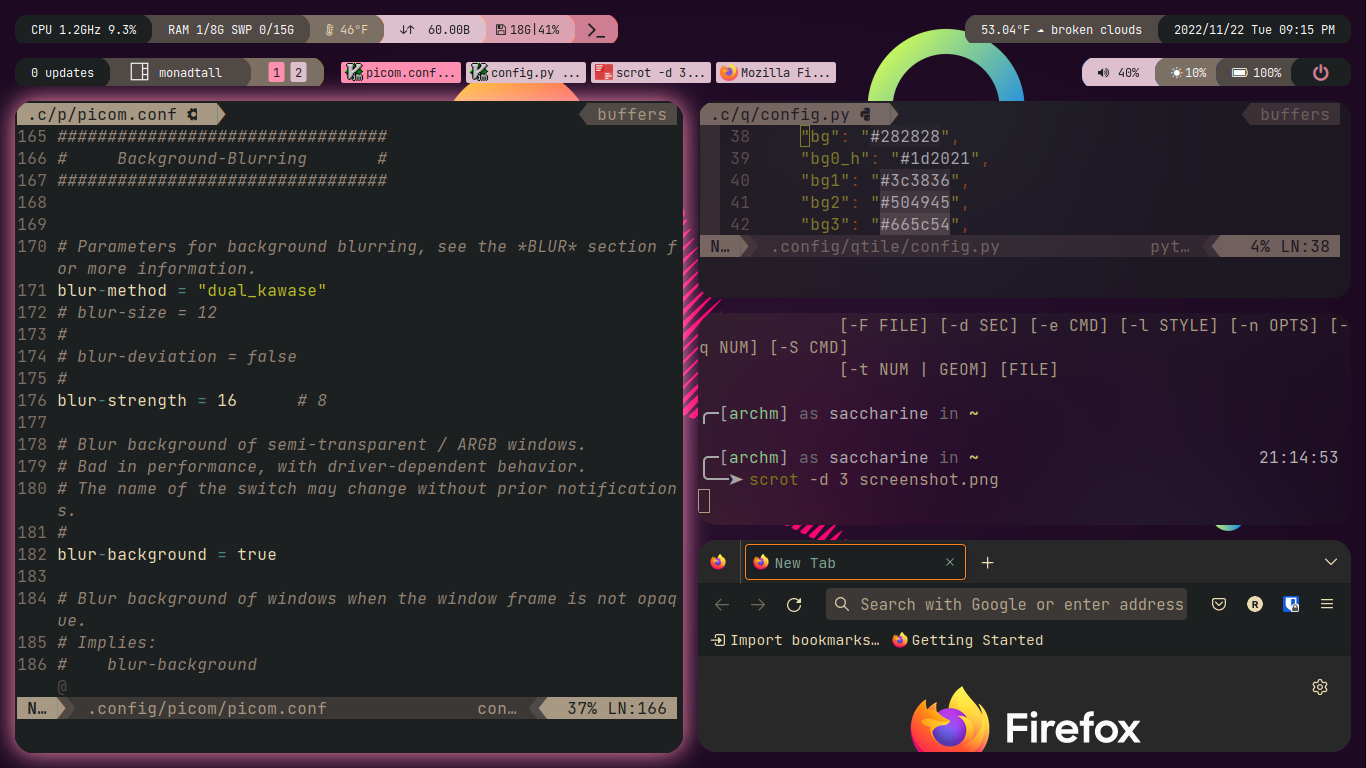 CPU 1.2GHz 9.3% RAM 1/8G SWP 0/15G 46°F 60.00B 18G|41% 53.04°F broken clouds 2022/11/22 Tue 09:15 PM
0 updates monadtall 1 2 picom.conf... config.py ... scrot -d 3... Mozilla Fi... 40% 10% 100%
.c/p/picom.conf buffers
165 #################################
166 # Background-Blurring #
167 #################################
168
169
170 # Parameters for background blurring, see the *BLUR* section f
or more information.
171 blur-method = "dual_kawase"
172 # blur-size = 12
173 #
174 # blur-deviation = false
175 #
176 blur-strength = 16 # 8
177
178 # Blur background of semi-transparent / ARGB windows.
179 # Bad in performance, with driver-dependent behavior.
180 # The name of the switch may change without prior notification
s.
181 #
182 blur-background = true
183
184 # Blur background of windows when the window frame is not opaq
ue.
185 # Implies:
186 # blur-background
@
N… .config/picom/picom.conf con… 37% LN:166
.c/q/config.py buffers
38 "bg": "#282828",
39 "bg0_h": "#1d2021",
40 "bg1": "#3c3836",
41 "bg2": "#504945",
42 "bg3": "#665c54",
N… .config/qtile/config.py pyt… 4% LN:38
[-F FILE] [-d SEC] [-e CMD] [-l STYLE] [-n OPTS] [-
q NUM] [-S CMD]
[-t NUM | GEOM] [FILE]
[archm] as saccharine in ~
[archm] as saccharine in ~ 21:14:53
scrot -d 3 screenshot.png
New Tab
Search with Google or enter address R
Import bookmarks… Getting Started
Firefox